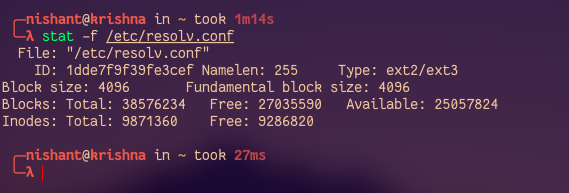 ╭─nishant@krishna in ~ took 1m14s
╰─λ stat -f /etc/resolv.conf
  File: "/etc/resolv.conf"
    ID: 1dde7f9f39fe3cef Namelen: 255     Type: ext2/ext3
Block size: 4096       Fundamental block size: 4096
Blocks: Total: 38576234   Free: 27035590   Available: 25057824
Inodes: Total: 9871360    Free: 9286820
╭─nishant@krishna in ~ took 27ms
╰─λ